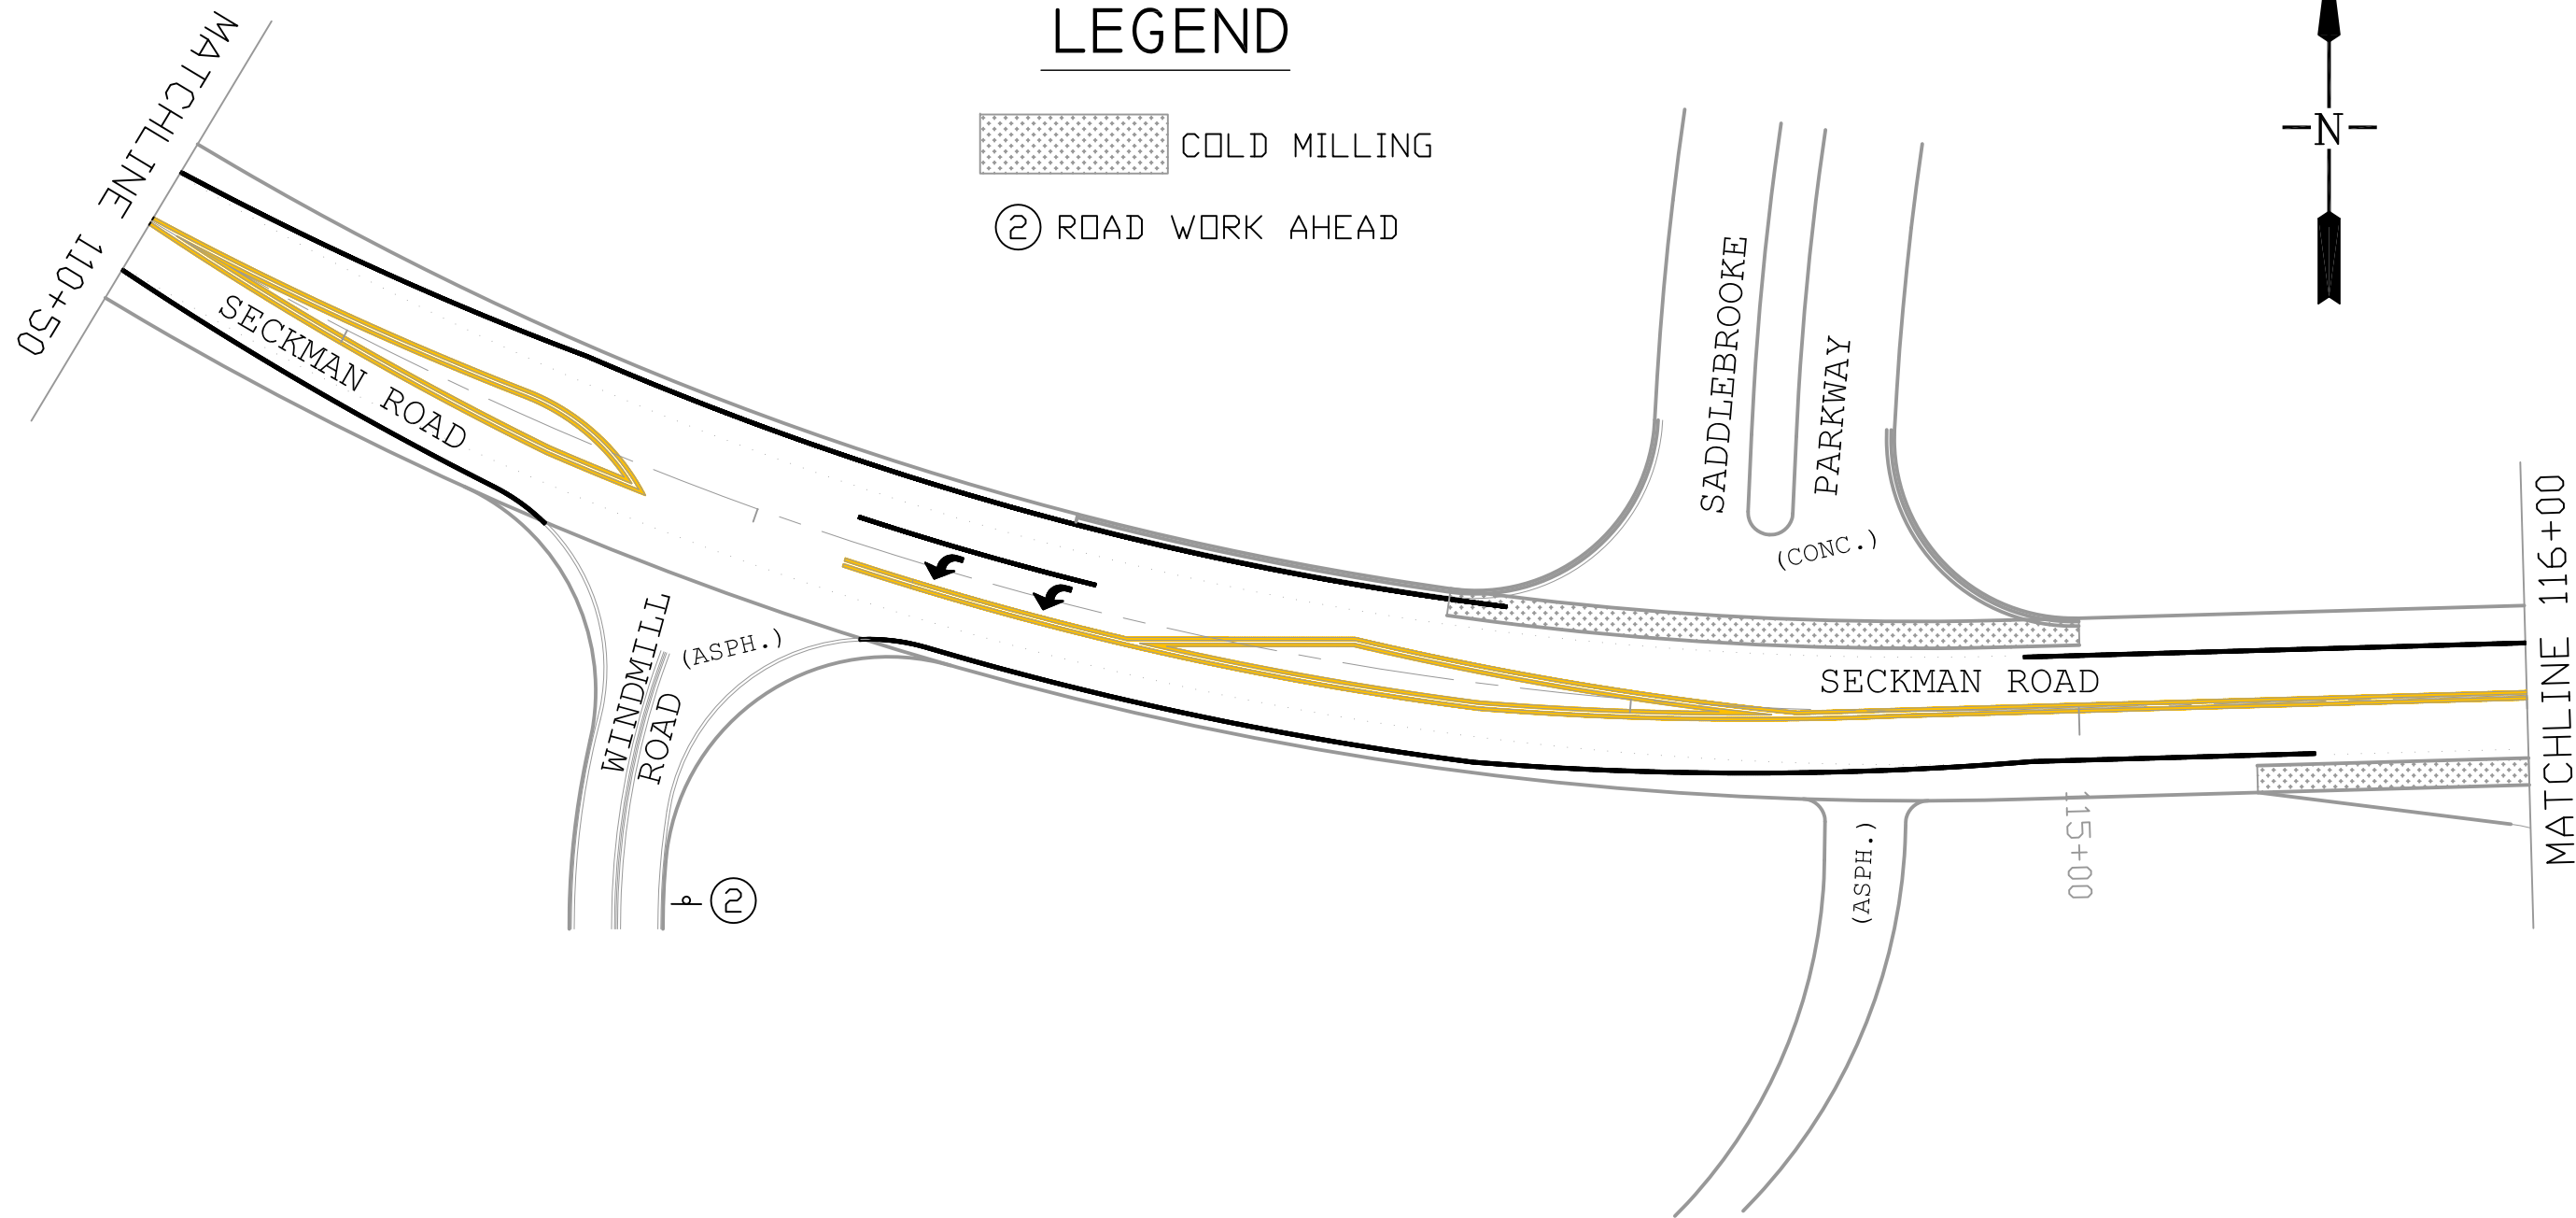 LEGEND
COLD MILLING
② ROAD WORK AHEAD
N
MATCHLINE 110+50
SECKMAN ROAD
SADDLEBROOKE
PARKWAY
(CONC.)
WINDMILL
ROAD
(ASPH.)
②
SECKMAN ROAD
(ASPH.)
115+00
MATCHLINE 116+00